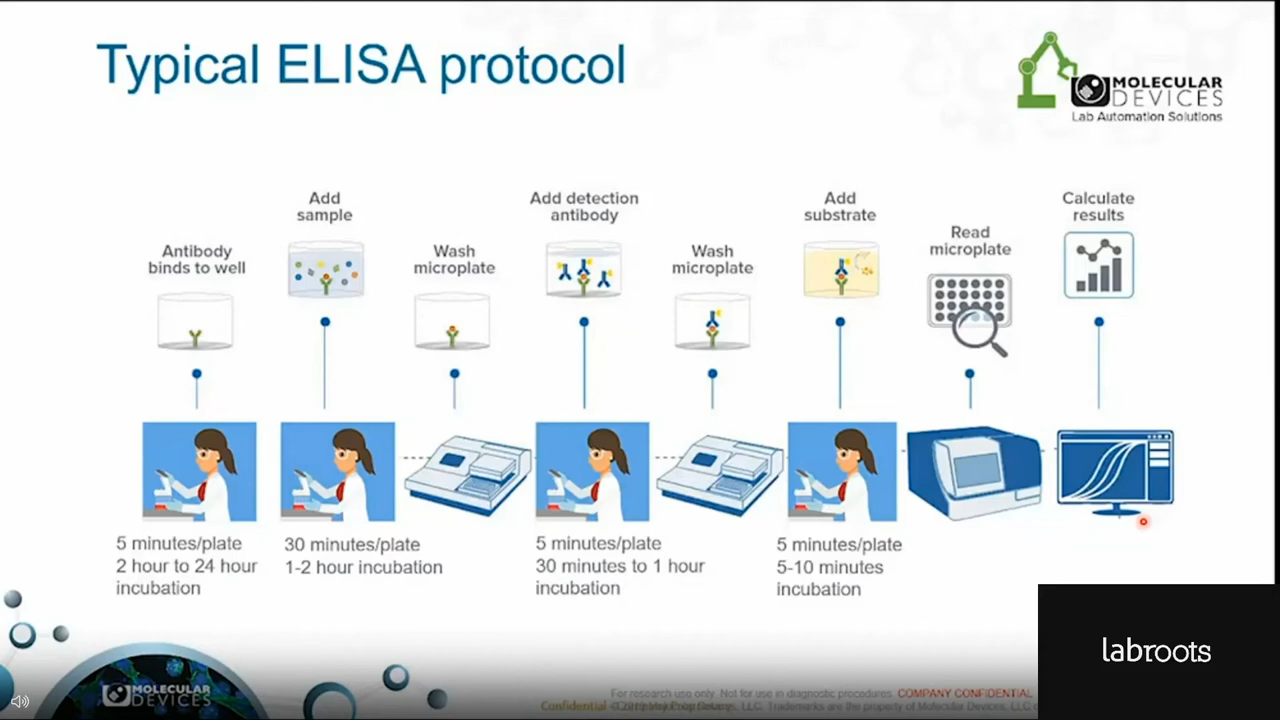 Typical ELISA protocol
MOLECULAR
DEVICES
Lab Automation Solutions
Antibody
binds to well
Add
sample
Wash
microplate
Add detection
antibody
Wash
microplate
Add
substrate
Read
microplate
Calculate
results
5 minutes/plate
2 hour to 24 hour
incubation
30 minutes/plate
1-2 hour incubation
5 minutes/plate
30 minutes to 1 hour
incubation
5 minutes/plate
5-10 minutes
incubation
labroots
MOLECULAR
DEVICES
For research use only. Not for use in diagnostic procedures. COMPANY CONFIDENTIAL
Confidential
Molecular Devices, LLC. Trademarks are the property of Molecular Devices, LLC